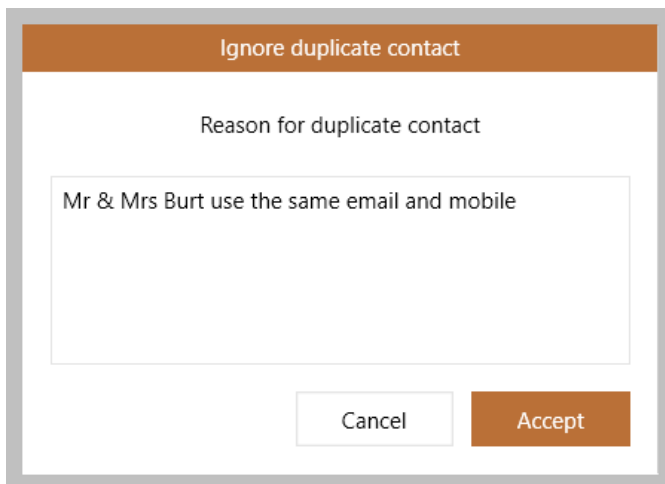 Ignore duplicate contact
Reason for duplicate contact
Mr & Mrs Burt use the same email and mobile
Cancel
Accept